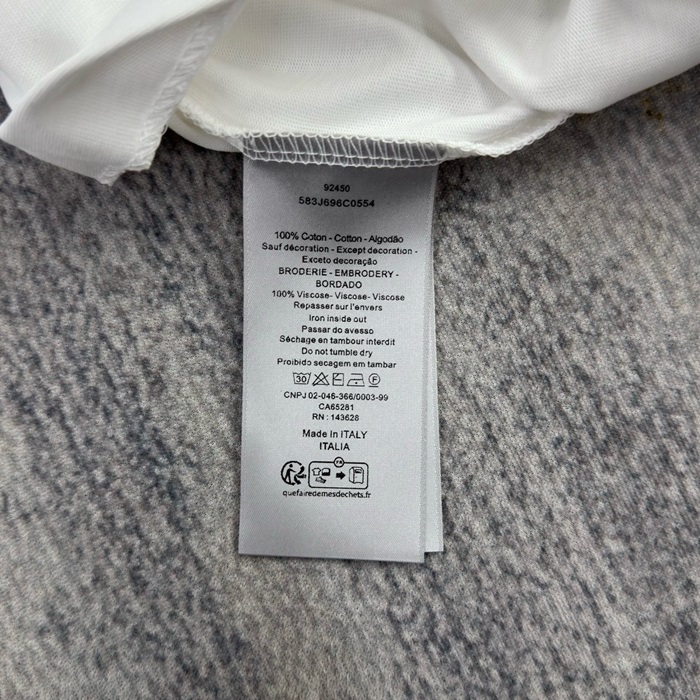 92450
583J696C0554
100% Coton - Cotton - Algodão
Sauf décoration - Except decoration -
Exceto decoração
BRODERIE - EMBRODERY -
BORDADO
100% Viscose- Viscose- Viscose
Repasser sur l'envers
Iron inside out
Passar do avesso
Séchage en tambour interdit
Do not tumble dry
Proibido secagem em tambar
30 F
CNPJ 02-046-366/0003-99
CA65281
RN : 143628
Made In ITALY
ITALIA
FR
quefairedemesdechets.fr